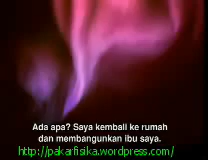 Ada apa? Saya kembali ke rumah
dan membangunkan ibu saya.
http://pakarfisika.wordpress.com/